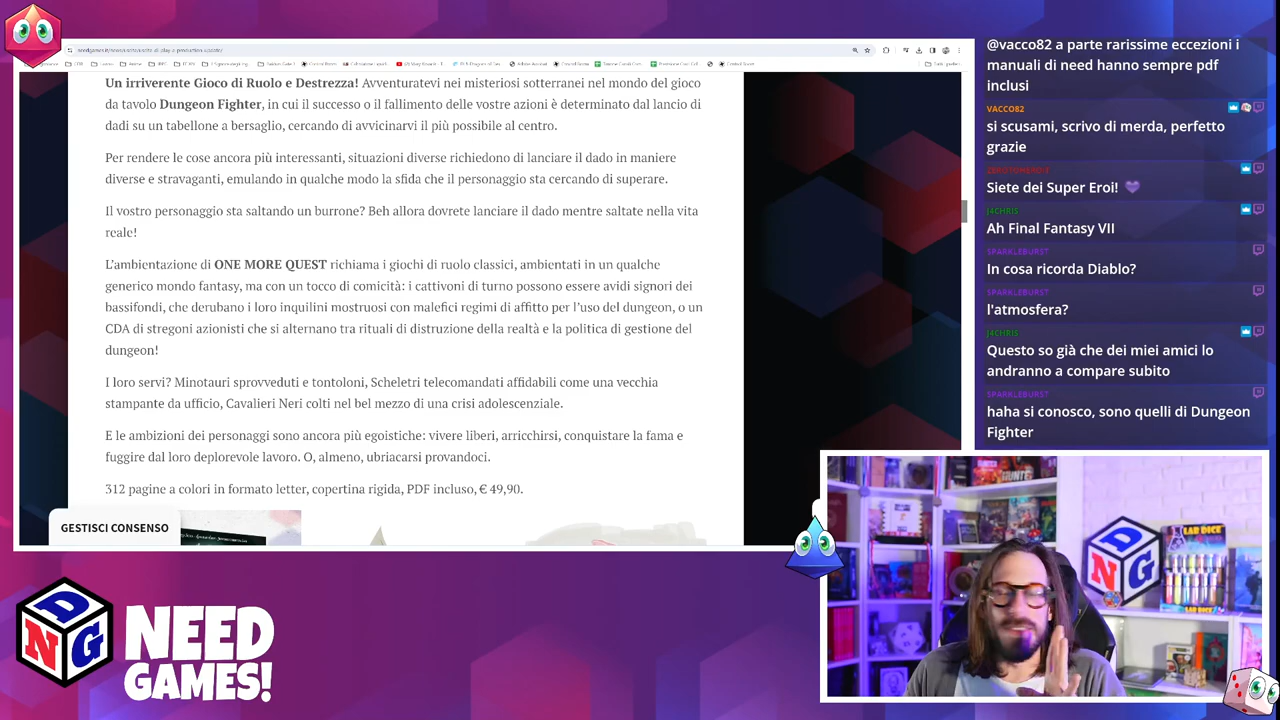 needgames.it
Un irriverente Gioco di Ruolo e Destrezza! Avventuratevi nei misteriosi sotterranei nel mondo del gioco
da tavolo Dungeon Fighter, in cui il successo o il fallimento delle vostre azioni è determinato dal lancio di
dadi su un tabellone a bersaglio, cercando di avvicinarvi il più possibile al centro.
Per rendere le cose ancora più interessanti, situazioni diverse richiedono di lanciare il dado in maniere
diverse e stravaganti, emulando in qualche modo la sfida che il personaggio sta cercando di superare.
Il vostro personaggio sta saltando un burrone? Beh allora dovrete lanciare il dado mentre saltate nella vita
reale!
L'ambientazione di ONE MORE QUEST richiama i giochi di ruolo classici, ambientati in un qualche
generico mondo fantasy, ma con un tocco di comicità: i cattivoni di turno possono essere avidi signori dei
bassifondi, che derubano i loro inquilini mostruosi con malefici regimi di affitto per l'uso del dungeon, o un
CDA di stregoni azionisti che si alternano tra rituali di distruzione della realtà e la politica di gestione del
dungeon!
I loro servi? Minotauri sprovveduti e tontoloni, Scheletri telecomandati affidabili come una vecchia
stampante da ufficio, Cavalieri Neri colti nel bel mezzo di una crisi adolescenziale.
E le ambizioni dei personaggi sono ancora più egoistiche: vivere liberi, arricchirsi, conquistare la fama e
fuggire dal loro deplorevole lavoro. O, almeno, ubriacarsi provandoci.
312 pagine a colori in formato letter, copertina rigida, PDF incluso, € 49,90.
GESTISCI CONSENSO
@vacco82 a parte rarissime eccezioni i
manuali di need hanno sempre pdf
inclusi
VACCO82
si scusami, scrivo di merda, perfetto
grazie
Siete dei Super Eroi!
J4CHRIS
Ah Final Fantasy VII
SPARKLEBURST
In cosa ricorda Diablo?
SPARKLEBURST
l'atmosfera?
J4CHRIS
Questo so già che dei miei amici lo
andranno a compare subito
SPARKLEBURST
haha si conosco, sono quelli di Dungeon
Fighter
D
N
G
LAB DICE
LAB DICE
D
N
G
NEED
GAMES!